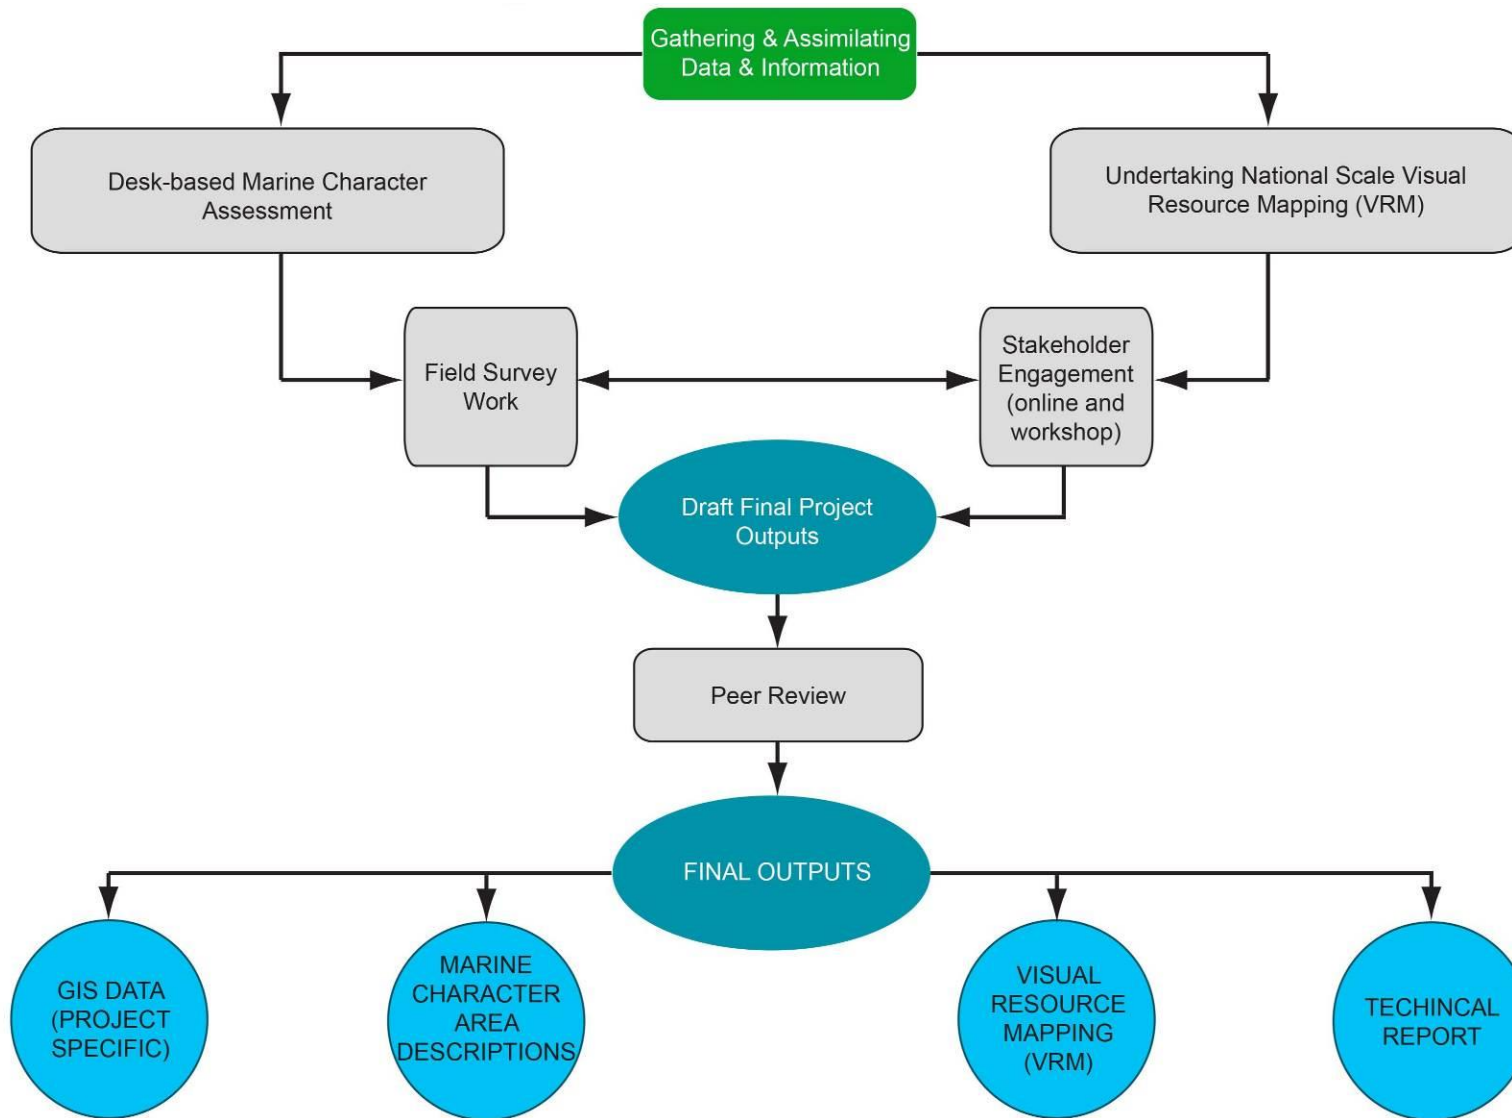 Gathering & Assimilating
Data & Information
Desk-based Marine Character
Assessment
Undertaking National Scale Visual
Resource Mapping (VRM)
Field Survey
Work
Stakeholder
Engagement
(online and
workshop)
Draft Final Project
Outputs
Peer Review
FINAL OUTPUTS
GIS DATA
(PROJECT
SPECIFIC)
MARINE
CHARACTER
AREA
DESCRIPTIONS
VISUAL
RESOURCE
MAPPING
(VRM)
TECHINCAL
REPORT